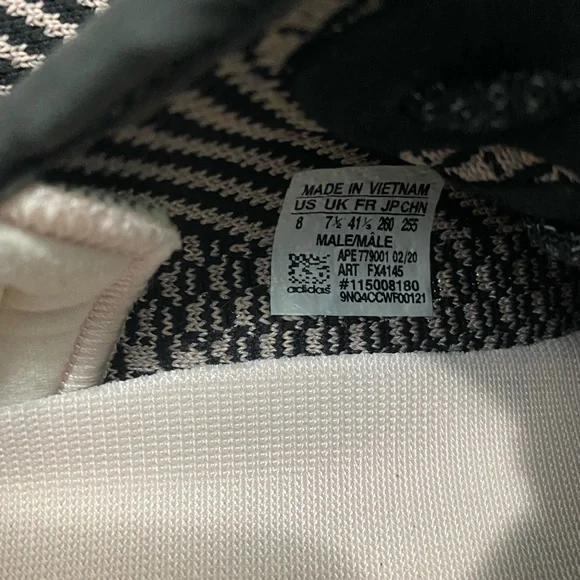 MADE IN VIETNAM
US UK FR JP CHN
8 7½ 41⅓ 260 255
MALE/MÂLE
APE 779001 02/20
ART FX4145
#115008180
adidas 9NQ4CCWF00121